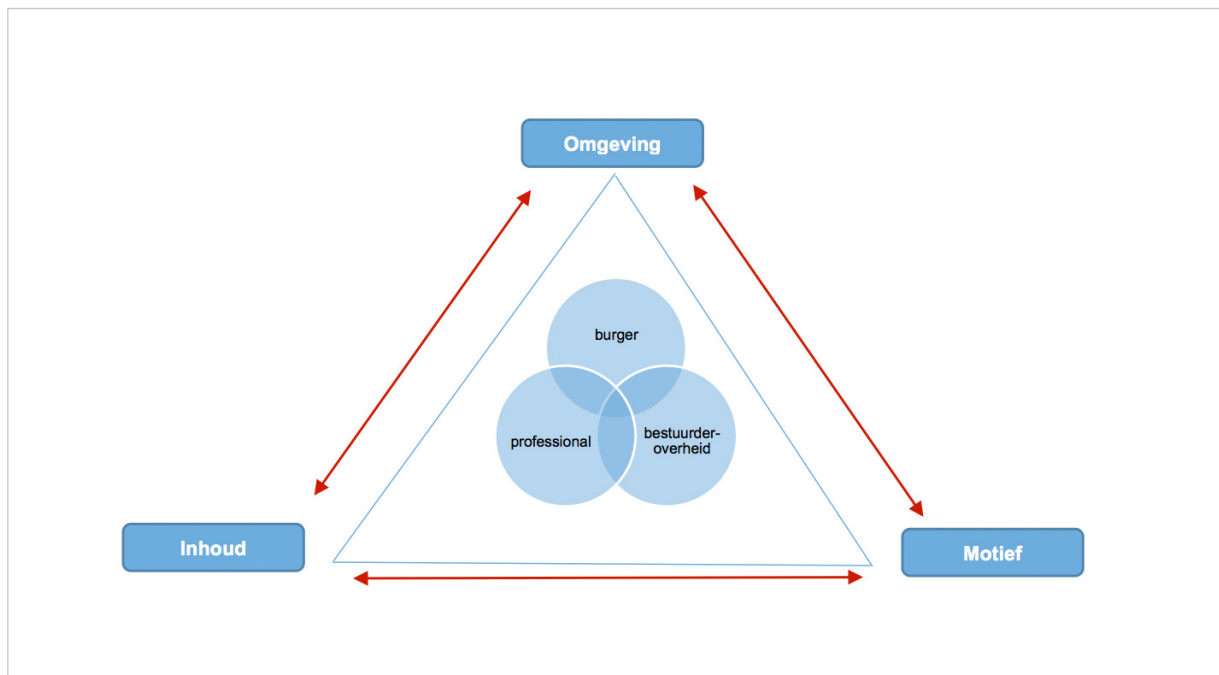 Omgeving
burger
professional
bestuurder-
overheid
Inhoud
Motief